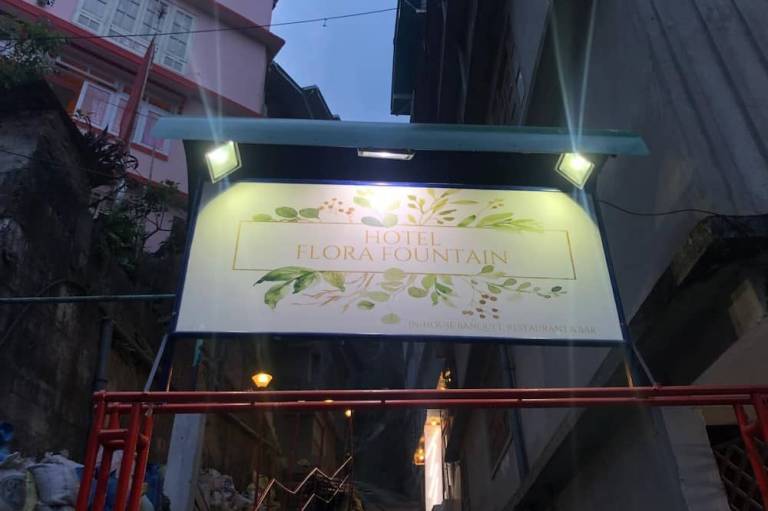 HOTEL
FLORA FOUNTAIN
IN-HOUSE BANQUET, RESTAURANT & BAR